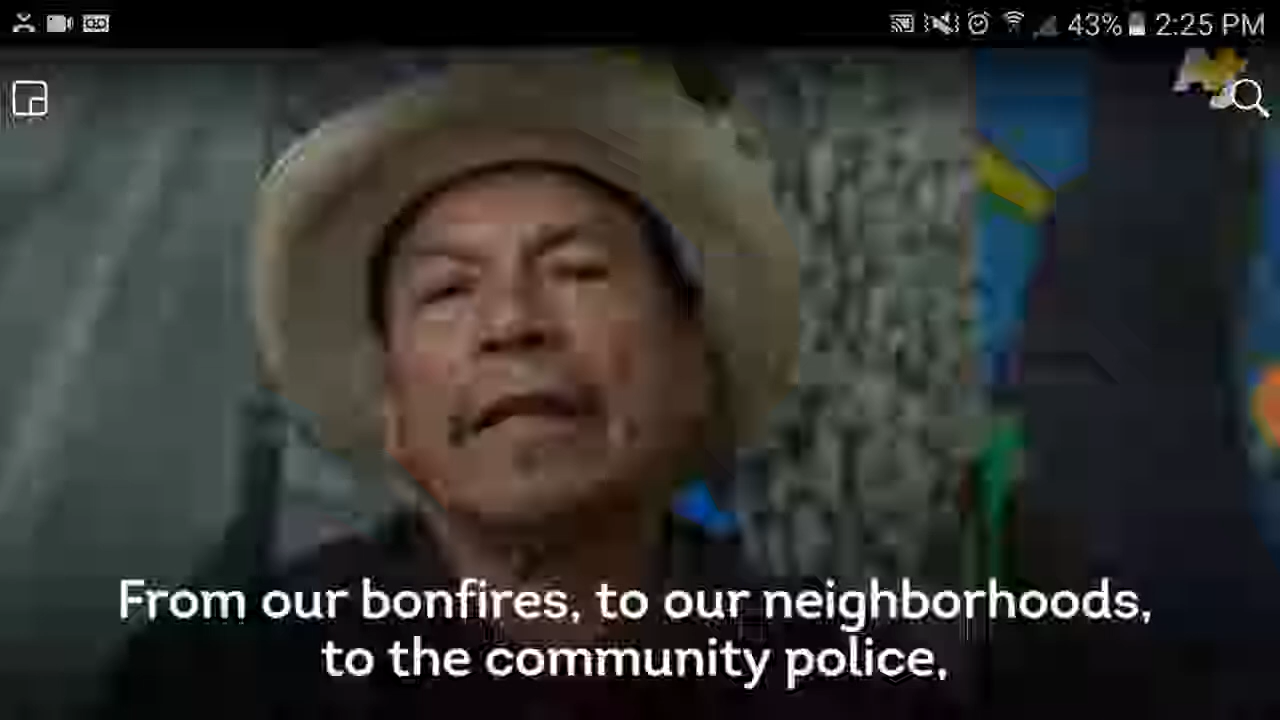 43% 2:25 PM
From our bonfires, to our neighborhoods,
to the community police,